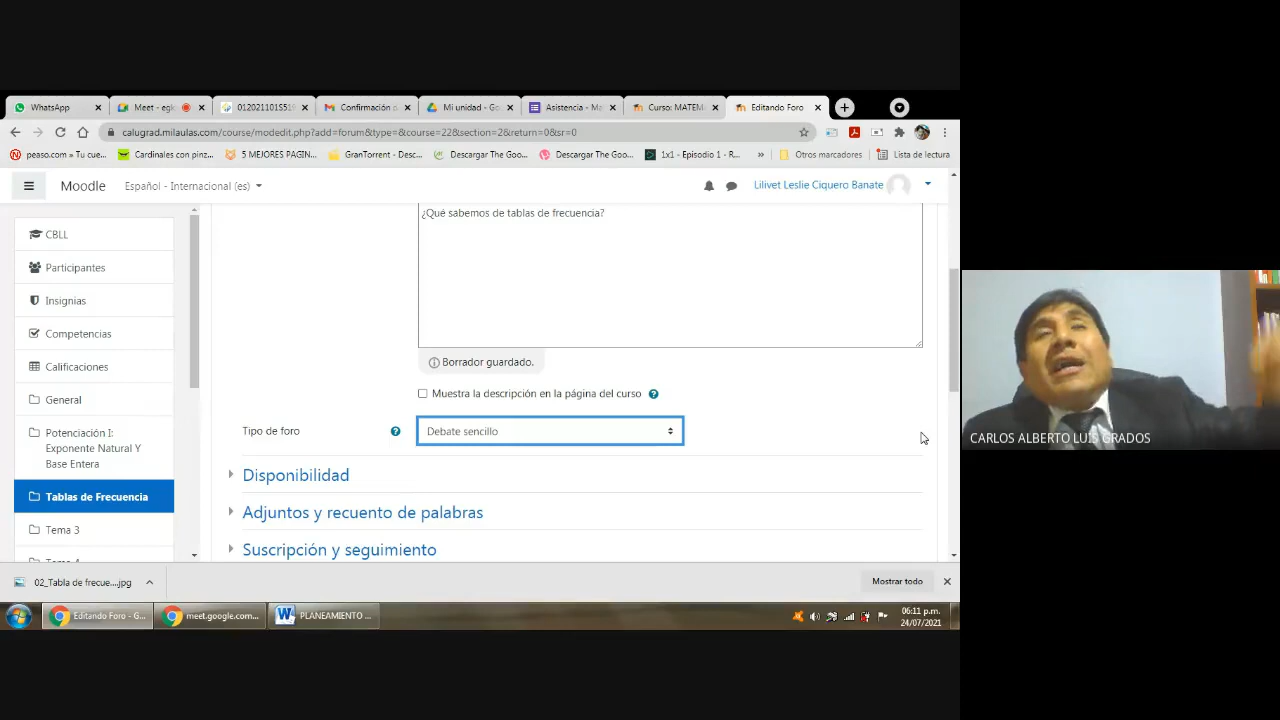 WhatsApp
Meet - egk
012021101S519
Confirmación p
Mi unidad - Go
Asistencia - Ma
Curso: MATEM
Editando Foro
calugrad.milaulas.com/course/modedit.php?add=forum&type=&course=22&section=2&return=0&sr=0
peaso.com » Tu cue...
Cardinales con pinz...
5 MEJORES PAGIN...
GranTorrent - Desc...
Descargar The Goo...
Descargar The Goo...
1x1 - Episodio 1 - R...
»
Otros marcadores
Lista de lectura
Moodle
Español - Internacional (es)
Lilivet Leslie Ciquero Banate
CBLL
Participantes
Insignias
Competencias
Calificaciones
General
Potenciación I:
Exponente Natural Y
Base Entera
Tablas de Frecuencia
Tema 3
Tema 4
¿Qué sabemos de tablas de frecuencia?
Borrador guardado.
Muestra la descripción en la página del curso
Tipo de foro
Debate sencillo
Disponibilidad
Adjuntos y recuento de palabras
Suscripción y seguimiento
CARLOS ALBERTO LUIS GRADOS
02_Tabla de frecue....jpg
Mostrar todo
Editando Foro - G...
meet.google.com...
PLANEAMIENTO ...
06:11 p.m.
24/07/2021